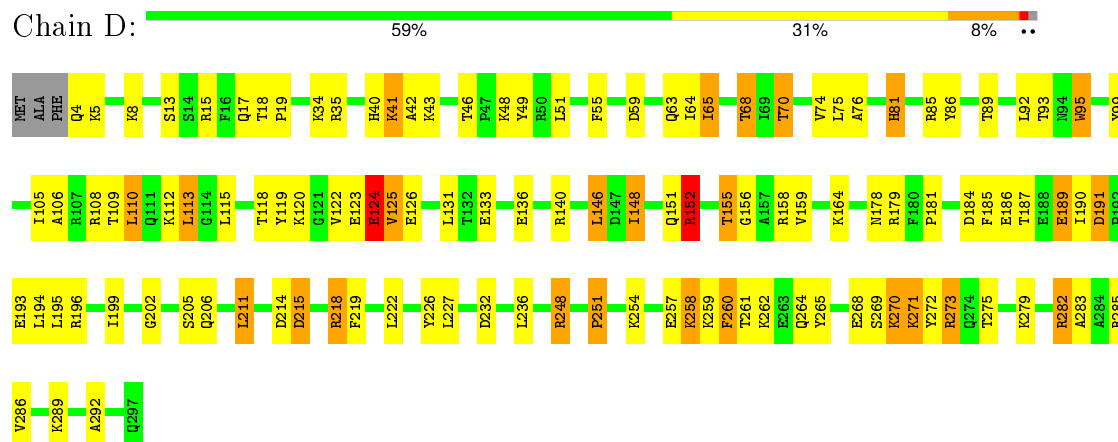 Chain D:
59% 31% 8% ••
MET ALA PHE Q4 K5 K8 S13 S14 R15 F16 Q17 T18 P19 K34 R35 H40 K41 A42 K43 T46 P47 K48 Y49 R50 L51 F55 D59 Q63 I64 I65 T68 I69 T70 V74 L75 A76 H81 R85 Y86 T89 L92 T93 N94 W95
I105 A106 R107 R108 T109 L110 Q111 K112 L113 G114 L115 T118 Y119 K120 G121 V122 E123 E124 V125 E126 L131 T132 E133 E136 R140 L146 D147 I148 Q151 R152 T155 G156 A157 R158 V159 K164 N178 R179 F180 P181 D184 F185 E186 T187 E188 E189 I190 D191
E193 L194 L195 R196 I199 G202 S205 Q206 L211 D214 D215 R218 F219 L222 Y226 L227 D232 L236 R248 P251 K254 E257 K258 K259 F260 T261 K262 E263 Q264 Y265 E268 S269 K270 K271 Y272 R273 Q274 T275 K279 R282 A283 A284
V286 K289 A292 Q297